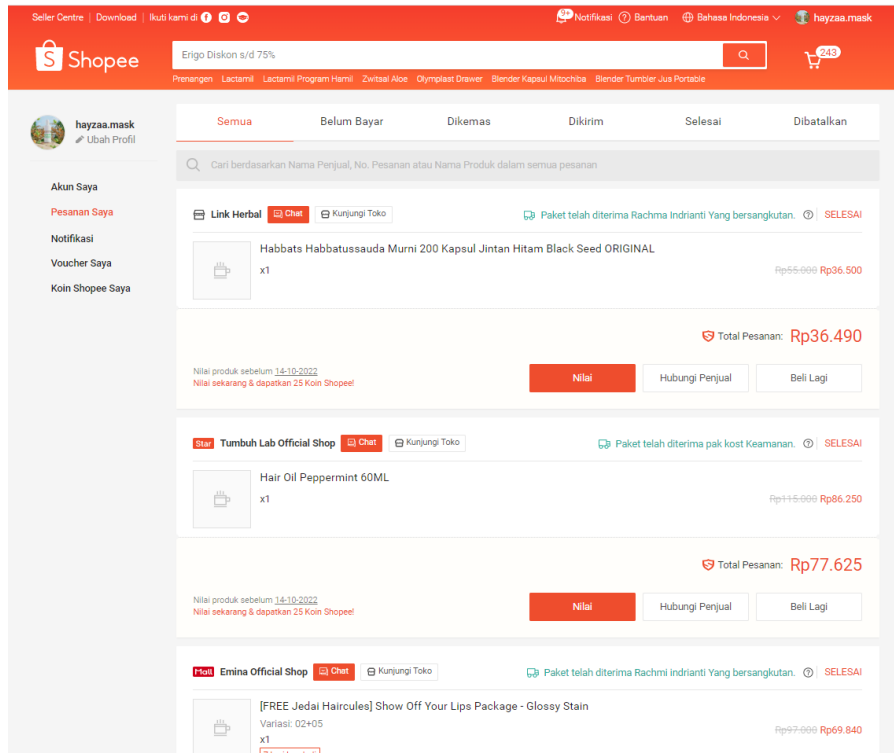 Seller Centre | Download | Ikuti kami di
Notifikasi Bantuan Bahasa Indonesia hayzaa.mask
9+
Shopee
Erigo Diskon s/d 75%
243
Prenangen Lactamil Lactamil Program Hamil Zwitsal Aloe Olymplast Drawer Blender Kapsul Mitochiba Blender Tumbler Jus Portable
hayzaa.mask
Ubah Profil
Akun Saya
Pesanan Saya
Notifikasi
Voucher Saya
Koin Shopee Saya
Semua Belum Bayar Dikemas Dikirim Selesai Dibatalkan
Cari berdasarkan Nama Penjual, No. Pesanan atau Nama Produk dalam semua pesanan
Link Herbal Chat Kunjungi Toko Paket telah diterima Rachma Indrianti Yang bersangkutan. SELESAI
Habbats Habbatussauda Murni 200 Kapsul Jintan Hitam Black Seed ORIGINAL
x1
Rp55.000 Rp36.500
Total Pesanan: Rp36.490
Nilai produk sebelum 14-10-2022
Nilai sekarang & dapatkan 25 Koin Shopee!
Nilai Hubungi Penjual Beli Lagi
Star Tumbuh Lab Official Shop Chat Kunjungi Toko Paket telah diterima pak kost Keamanan. SELESAI
Hair Oil Peppermint 60ML
x1
Rp115.000 Rp86.250
Total Pesanan: Rp77.625
Nilai produk sebelum 14-10-2022
Nilai sekarang & dapatkan 25 Koin Shopee!
Nilai Hubungi Penjual Beli Lagi
Mall Emina Official Shop Chat Kunjungi Toko Paket telah diterima Rachmi indrianti Yang bersangkutan. SELESAI
[FREE Jedai Haircules] Show Off Your Lips Package - Glossy Stain
Variasi: 02+05
x1
Rp97.000 Rp69.840